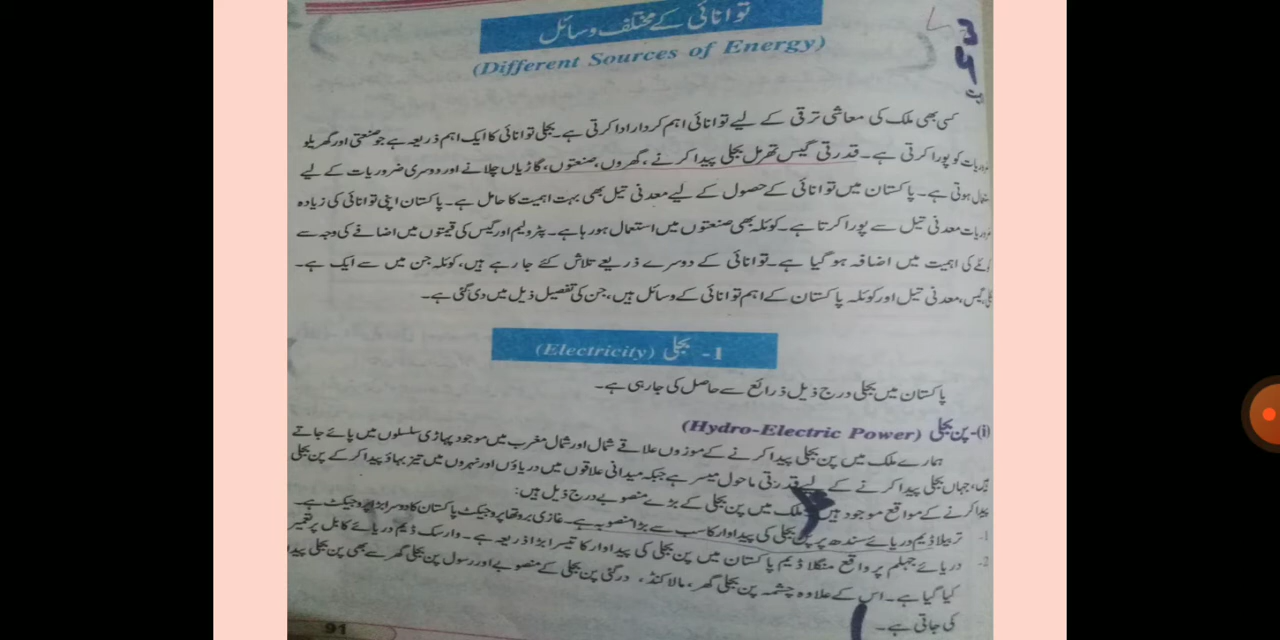 توانائی کے مختلف وسائل
(Different Sources of Energy)
کسی بھی ملک کی معاشی ترقی کے لیے توانائی اہم کردار ادا کرتی ہے۔ بجلی توانائی کا ایک اہم ذریعہ ہے جو صنعتی اور گھریلو
کو پورا کرتی ہے۔ قدرتی گیس تھرمل بجلی پیدا کرنے، گھروں، صنعتوں، گاڑیاں چلانے اور دوسری ضروریات کے لیے
ہوتی ہے۔ پاکستان میں توانائی کے حصول کے لیے معدنی تیل بھی بہت اہمیت کا حامل ہے۔ پاکستان اپنی توانائی کی زیادہ
معدنی تیل سے پورا کرتا ہے۔ کوئلہ بھی صنعتوں میں استعمال ہو رہا ہے۔ پٹرولیم اور گیس کی قیمتوں میں اضافے کی وجہ سے
کی اہمیت میں اضافہ ہو گیا ہے۔ توانائی کے دوسرے ذریعے تلاش کئے جا رہے ہیں، کوئلہ جن میں سے ایک ہے۔
گیس، معدنی تیل اور کوئلہ پاکستان کے اہم توانائی کے وسائل ہیں، جن کی تفصیل ذیل میں دی گئی ہے۔
1- بجلی (Electricity)
پاکستان میں بجلی درج ذیل ذرائع سے حاصل کی جا رہی ہے۔
(i)- پن بجلی (Hydro-Electric Power)
ہمارے ملک میں پن بجلی پیدا کرنے کے موزوں علاقے شمال اور شمال مغرب میں موجود پہاڑی سلسلوں میں پائے جاتے
ہیں، جہاں بجلی پیدا کرنے کے لیے قدرتی ماحول میسر ہے جبکہ میدانی علاقوں میں دریاؤں اور نہروں میں تیز بہاؤ پیدا کر کے پن بجلی
پیدا کرنے کے مواقع موجود ہیں۔ ملک میں پن بجلی کے بڑے منصوبے درج ذیل ہیں:
1- تربیلا ڈیم دریائے سندھ پر پن بجلی کی پیداوار کا سب سے بڑا منصوبہ ہے۔ غازی بروتھا پروجیکٹ پاکستان کا دوسرا بڑا پروجیکٹ ہے۔
2- دریائے جہلم پر واقع منگلا ڈیم پاکستان میں پن بجلی کی پیداوار کا تیسرا بڑا ذریعہ ہے۔ وارسک ڈیم دریائے کابل پر تعمیر
کیا گیا ہے۔ اس کے علاوہ چشمہ پن بجلی گھر، مالاکنڈ، درگئی پن بجلی کے منصوبے اور رسول پن بجلی گھر سے بھی پن بجلی پیدا
کی جاتی ہے۔
91